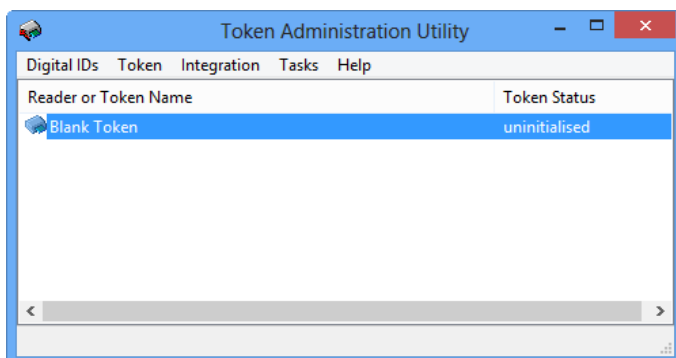 Token Administration Utility
Digital IDs Token Integration Tasks Help
Reader or Token Name Token Status
Blank Token uninitialised